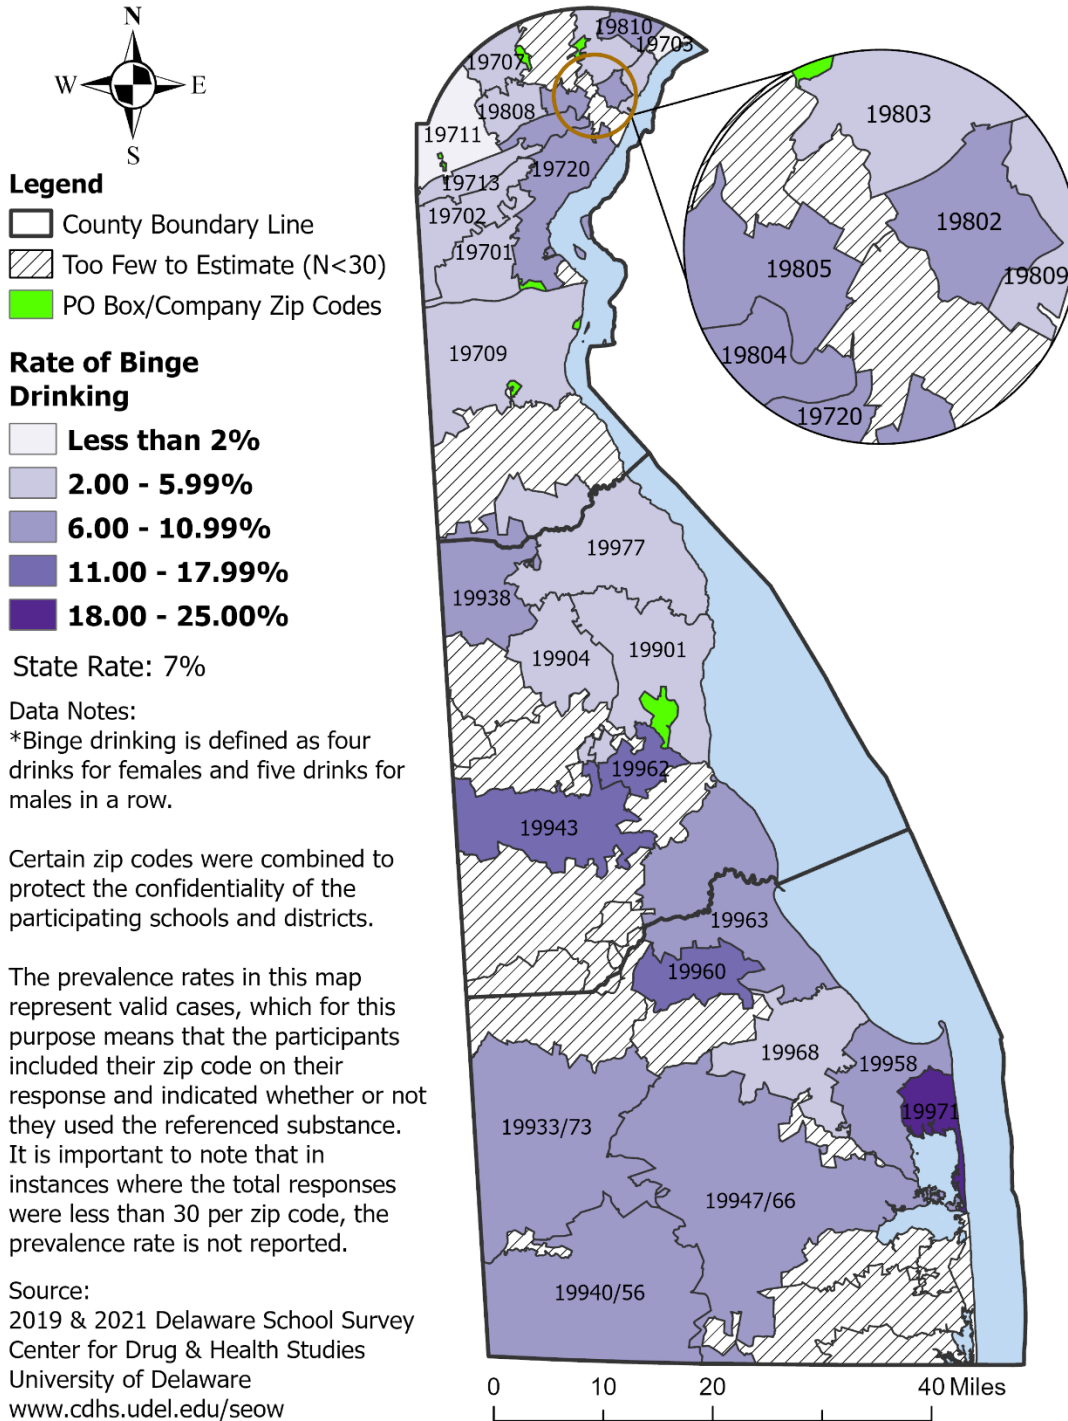 N
W
E
S
Legend
County Boundary Line
Too Few to Estimate (N<30)
PO Box/Company Zip Codes
Rate of Binge
Drinking
Less than 2%
2.00 - 5.99%
6.00 - 10.99%
11.00 - 17.99%
18.00 - 25.00%
State Rate: 7%
Data Notes:
*Binge drinking is defined as four
drinks for females and five drinks for
males in a row.
Certain zip codes were combined to
protect the confidentiality of the
participating schools and districts.
The prevalence rates in this map
represent valid cases, which for this
purpose means that the participants
included their zip code on their
response and indicated whether or not
they used the referenced substance.
It is important to note that in
instances where the total responses
were less than 30 per zip code, the
prevalence rate is not reported.
Source:
2019 & 2021 Delaware School Survey
Center for Drug & Health Studies
University of Delaware
www.cdhs.udel.edu/seow
19810
19703
19707
19808
19711
19720
19713
19702
19701
19709
19803
19802
19805
19809
19804
19720
19977
19938
19904
19901
19962
19943
19963
19960
19968
19958
19971
19933/73
19947/66
19940/56
0 10 20 40 Miles